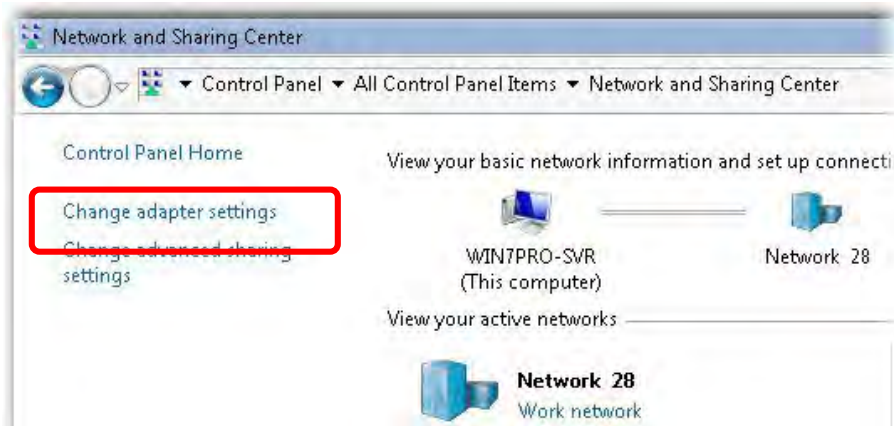 Network and Sharing Center
Control Panel ▾ All Control Panel Items ▾ Network and Sharing Center
Control Panel Home
View your basic network information and set up connecti
Change adapter settings
Change advanced sharing
settings
WIN7PRO-SVR
(This computer)
Network 28
View your active networks
Network 28
Work network